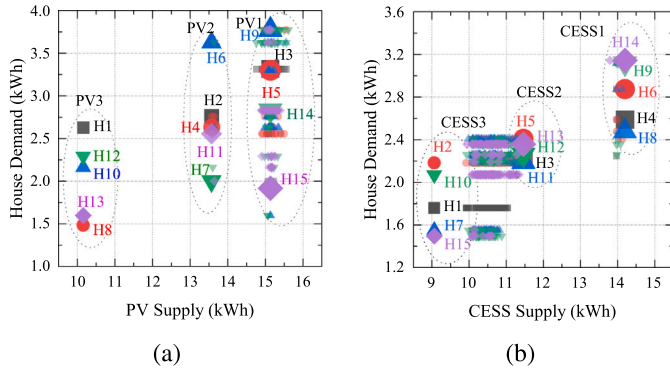 4.0
3.5
3.0
2.5
2.0
1.5
1.0
House Demand (kWh)
PV3
H1
H12
H10
H13
H8
PV2
H6
H2
H4
H11
H7
PV1
H9
H3
H5
H14
H15
10 11 12 13 14 15 16
PV Supply (kWh)
(a)
3.6
3.2
2.8
2.4
2.0
1.6
1.2
House Demand (kWh)
CESS3
H2
H10
H1
H7
H15
CESS2
H5
H13
H12
H3
H11
CESS1
H14
H9
H6
H4
H8
9 10 11 12 13 14 15
CESS Supply (kWh)
(b)